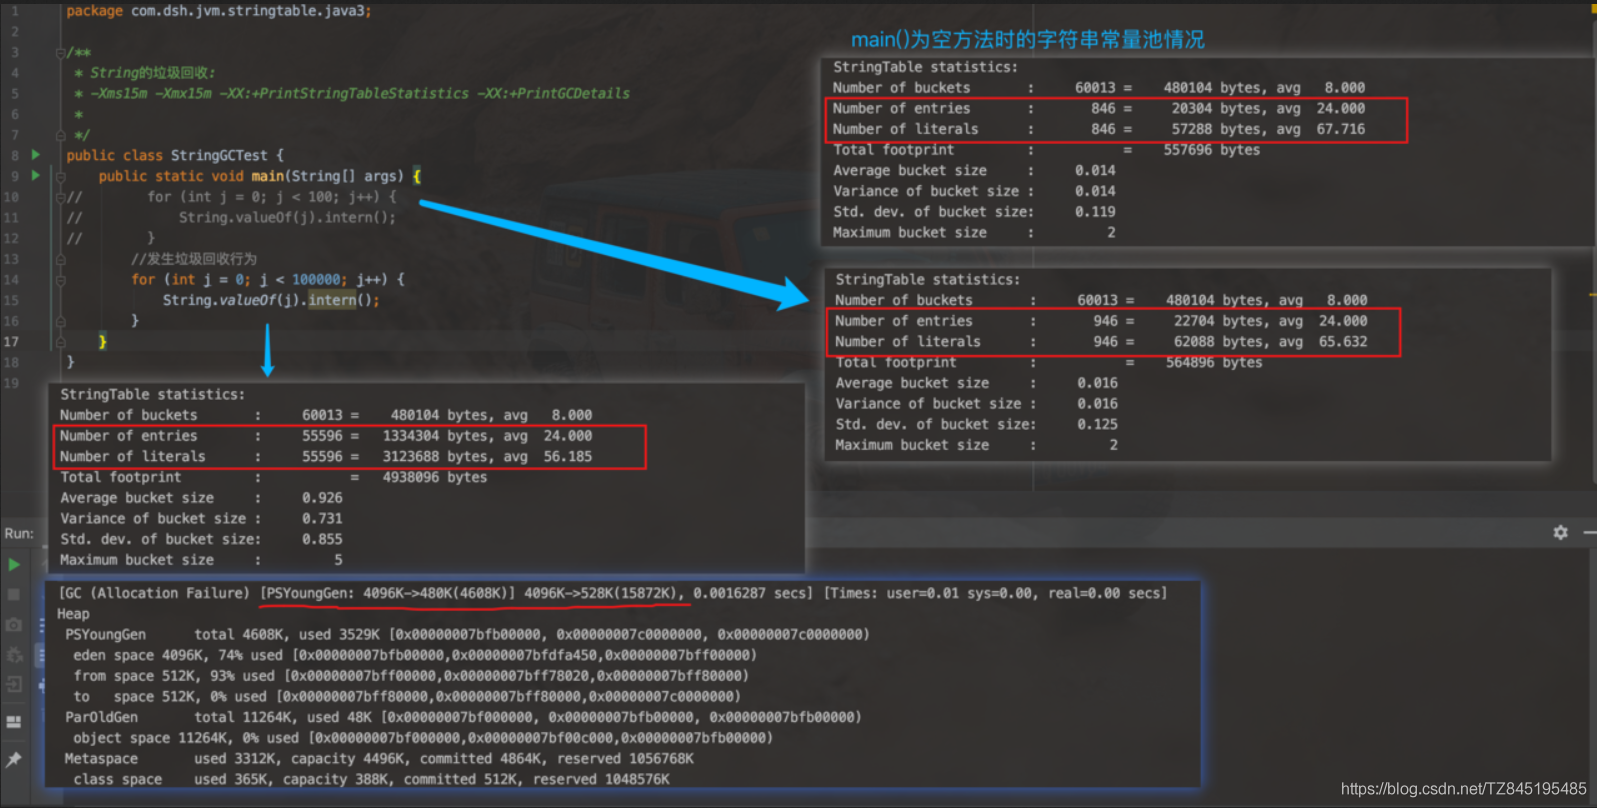 1 package com.dsh.jvm.stringtable.java3;
2
3 /**
4 * String的垃圾回收:
5 * -Xms15m -Xmx15m -XX:+PrintStringTableStatistics -XX:+PrintGCDetails
6 *
7 */
8 public class StringGCTest {
9 public static void main(String[] args) {
10 // for (int j = 0; j < 100; j++) {
11 // String.valueOf(j).intern();
12 // }
13 //发生垃圾回收行为
14 for (int j = 0; j < 100000; j++) {
15 String.valueOf(j).intern();
16 }
17 }
18 }
19
main()为空方法时的字符串常量池情况
StringTable statistics:
Number of buckets : 60013 = 480104 bytes, avg 8.000
Number of entries : 846 = 20304 bytes, avg 24.000
Number of literals : 846 = 57288 bytes, avg 67.716
Total footprint : = 557696 bytes
Average bucket size : 0.014
Variance of bucket size : 0.014
Std. dev. of bucket size: 0.119
Maximum bucket size : 2
StringTable statistics:
Number of buckets : 60013 = 480104 bytes, avg 8.000
Number of entries : 946 = 22704 bytes, avg 24.000
Number of literals : 946 = 62088 bytes, avg 65.632
Total footprint : = 564896 bytes
Average bucket size : 0.016
Variance of bucket size : 0.016
Std. dev. of bucket size: 0.125
Maximum bucket size : 2
StringTable statistics:
Number of buckets : 60013 = 480104 bytes, avg 8.000
Number of entries : 55596 = 1334304 bytes, avg 24.000
Number of literals : 55596 = 3123688 bytes, avg 56.185
Total footprint : = 4938096 bytes
Average bucket size : 0.926
Variance of bucket size : 0.731
Std. dev. of bucket size: 0.855
Maximum bucket size : 5
Run:
[GC (Allocation Failure) [PSYoungGen: 4096K->480K(4608K)] 4096K->528K(15872K), 0.0016287 secs] [Times: user=0.01 sys=0.00, real=0.00 secs]
Heap
PSYoungGen total 4608K, used 3529K [0x00000007bfb00000, 0x00000007c0000000, 0x00000007c0000000)
eden space 4096K, 74% used [0x00000007bfb00000,0x00000007bfdfa450,0x00000007bff00000)
from space 512K, 93% used [0x00000007bff00000,0x00000007bff78020,0x00000007bff80000)
to space 512K, 0% used [0x00000007bff80000,0x00000007bff80000,0x00000007c0000000)
ParOldGen total 11264K, used 48K [0x00000007bf000000, 0x00000007bfb00000, 0x00000007bfb00000)
object space 11264K, 0% used [0x00000007bf000000,0x00000007bf00c000,0x00000007bfb00000)
Metaspace used 3312K, capacity 4496K, committed 4864K, reserved 1056768K
class space used 365K, capacity 388K, committed 512K, reserved 1048576K
https://blog.csdn.net/TZ845195485